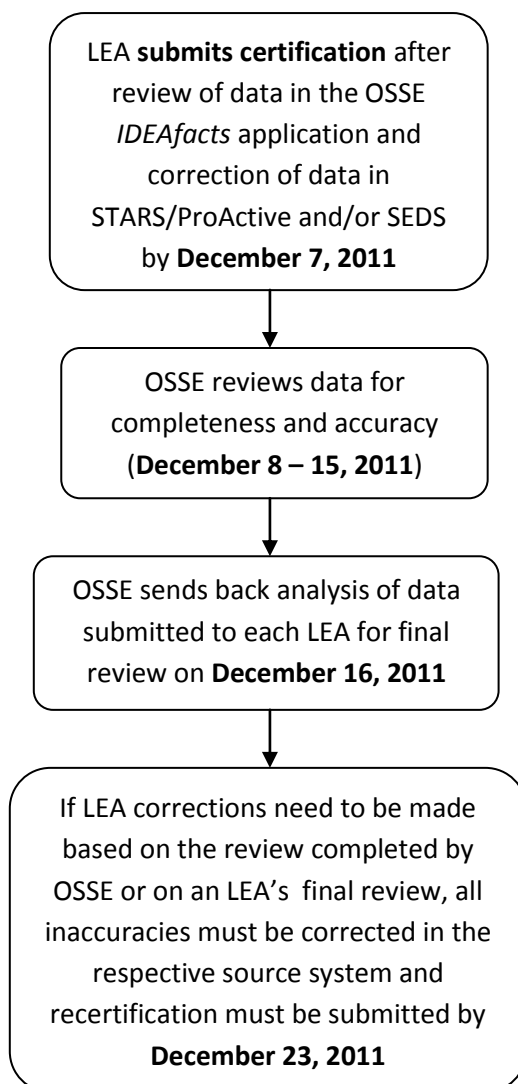 LEA submits certification after
review of data in the OSSE
IDEAfacts application and
correction of data in
STARS/ProActive and/or SEDS
by December 7, 2011
OSSE reviews data for
completeness and accuracy
(December 8 – 15, 2011)
OSSE sends back analysis of data
submitted to each LEA for final
review on December 16, 2011
If LEA corrections need to be made
based on the review completed by
OSSE or on an LEA’s final review, all
inaccuracies must be corrected in the
respective source system and
recertification must be submitted by
December 23, 2011